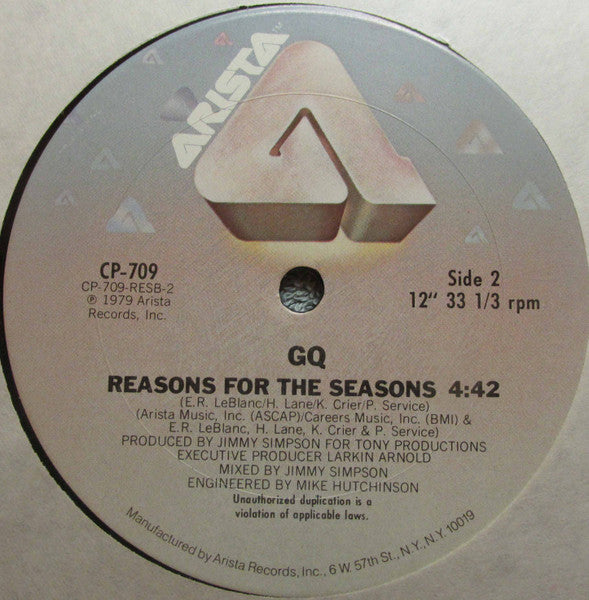 ARISTA
CP-709
CP-709-RESB-2
℗ 1979 Arista
Records, Inc.
Side 2
12" 33 1/3 rpm
GQ
REASONS FOR THE SEASONS 4:42
(E.R. LeBlanc/H. Lane/K. Crier/P. Service)
(Arista Music, Inc. (ASCAP)/Careers Music, Inc. (BMI) &
E.R. LeBlanc, H. Lane, K. Crier & P. Service)
PRODUCED BY JIMMY SIMPSON FOR TONY PRODUCTIONS
EXECUTIVE PRODUCER LARKIN ARNOLD
MIXED BY JIMMY SIMPSON
ENGINEERED BY MIKE HUTCHINSON
Unauthorized duplication is a
violation of applicable laws.
Manufactured by Arista Records, Inc., 6 W. 57th St., N.Y., N.Y. 10019